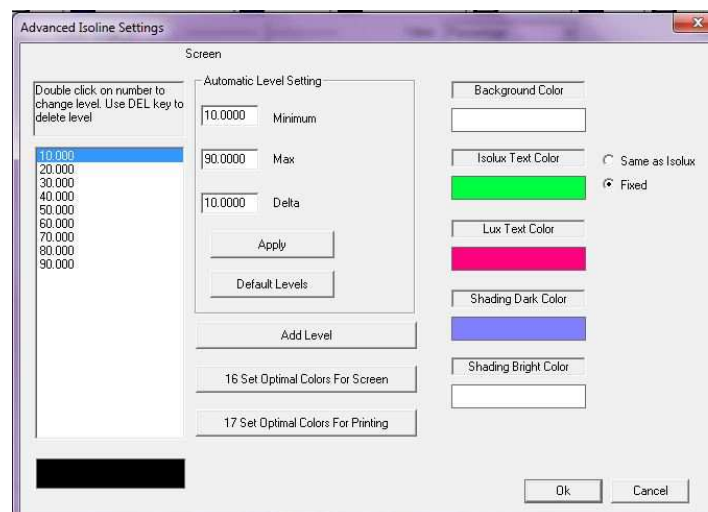 Advanced Isoline Settings
Screen
Double click on number to
change level. Use DEL key to
delete level
10.000
20.000
30.000
40.000
50.000
60.000
70.000
80.000
90.000
Automatic Level Setting
10.0000 Minimum
90.0000 Max
10.0000 Delta
Apply
Default Levels
Add Level
16 Set Optimal Colors For Screen
17 Set Optimal Colors For Printing
Background Color
Isolux Text Color
Same as Isolux
Fixed
Lux Text Color
Shading Dark Color
Shading Bright Color
Ok
Cancel